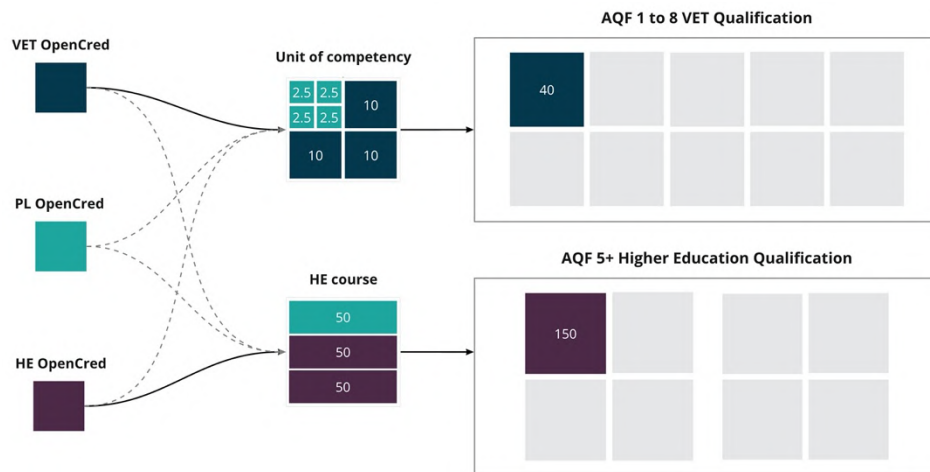 VET OpenCred
PL OpenCred
HE OpenCred
Unit of competency
2.5 2.5 10
2.5 2.5
10 10
HE course
50
50
50
AQF 1 to 8 VET Qualification
40
AQF 5+ Higher Education Qualification
150